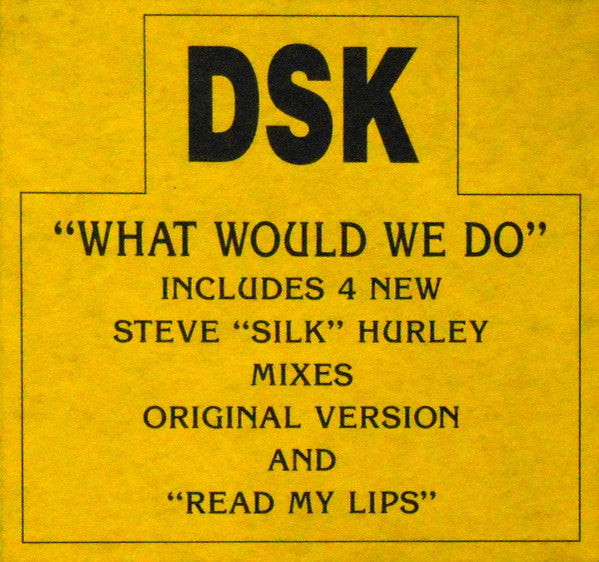 DSK
“WHAT WOULD WE DO”
INCLUDES 4 NEW
STEVE “SILK” HURLEY
MIXES
ORIGINAL VERSION
AND
“READ MY LIPS”